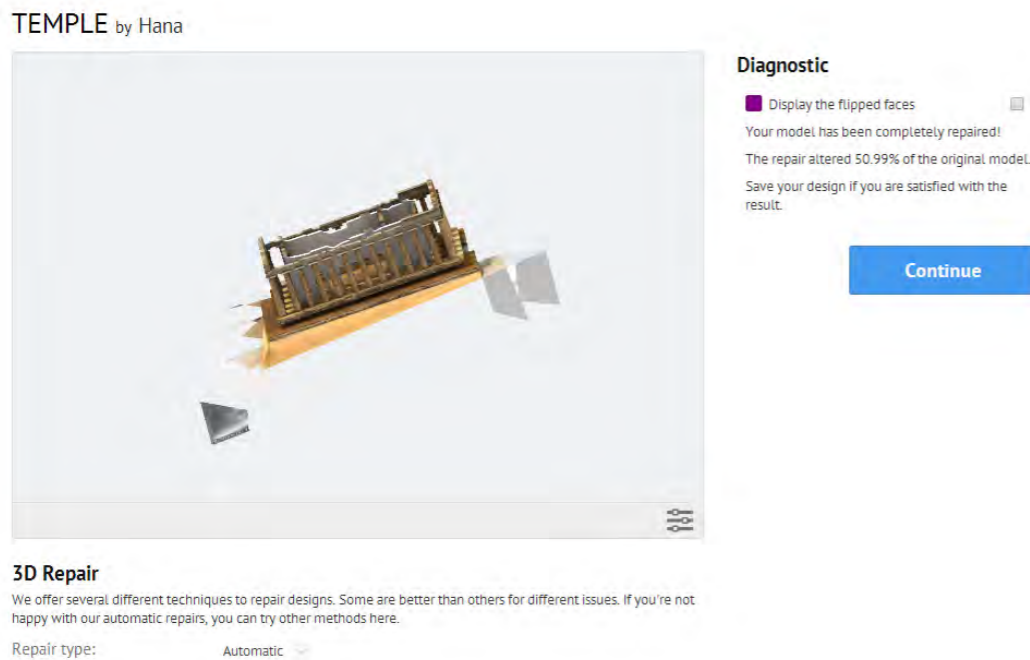 TEMPLE by Hana
Diagnostic
Display the flipped faces
Your model has been completely repaired!
The repair altered 50.99% of the original model.
Save your design if you are satisfied with the
result.
Continue
3D Repair
We offer several different techniques to repair designs. Some are better than others for different issues. If you're not
happy with our automatic repairs, you can try other methods here.
Repair type: Automatic